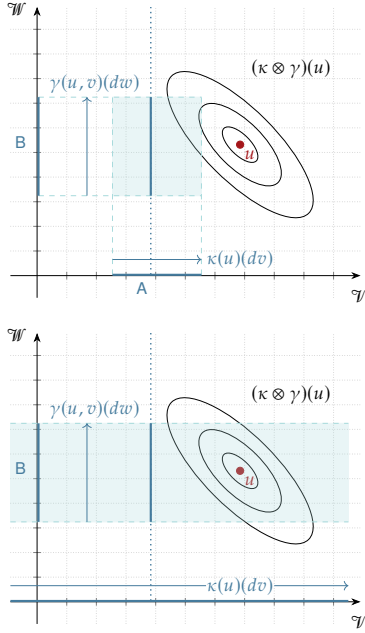 𝒲
γ(u, v)(dw)
(κ ⊗ γ)(u)
B
u
κ(u)(dv)
A
𝒱
𝒲
γ(u, v)(dw)
(κ ⊗ γ)(u)
B
u
κ(u)(dv)
𝒱